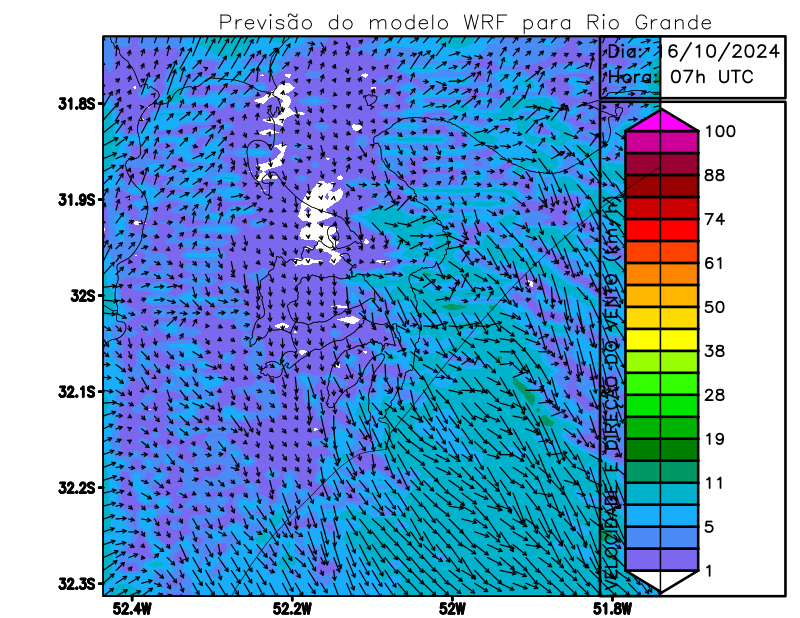 Previsão do modelo WRF para Rio Grande
Dia: 16/10/2024
Hora: 07h UTC
31.8S
31.9S
32S
32.1S
32.2S
32.3S
52.4W
52.2W
52W
51.8W
VELOCIDADE E DIREÇÃO DO VENTO (km/h)
100
88
74
61
50
38
28
19
11
5
1